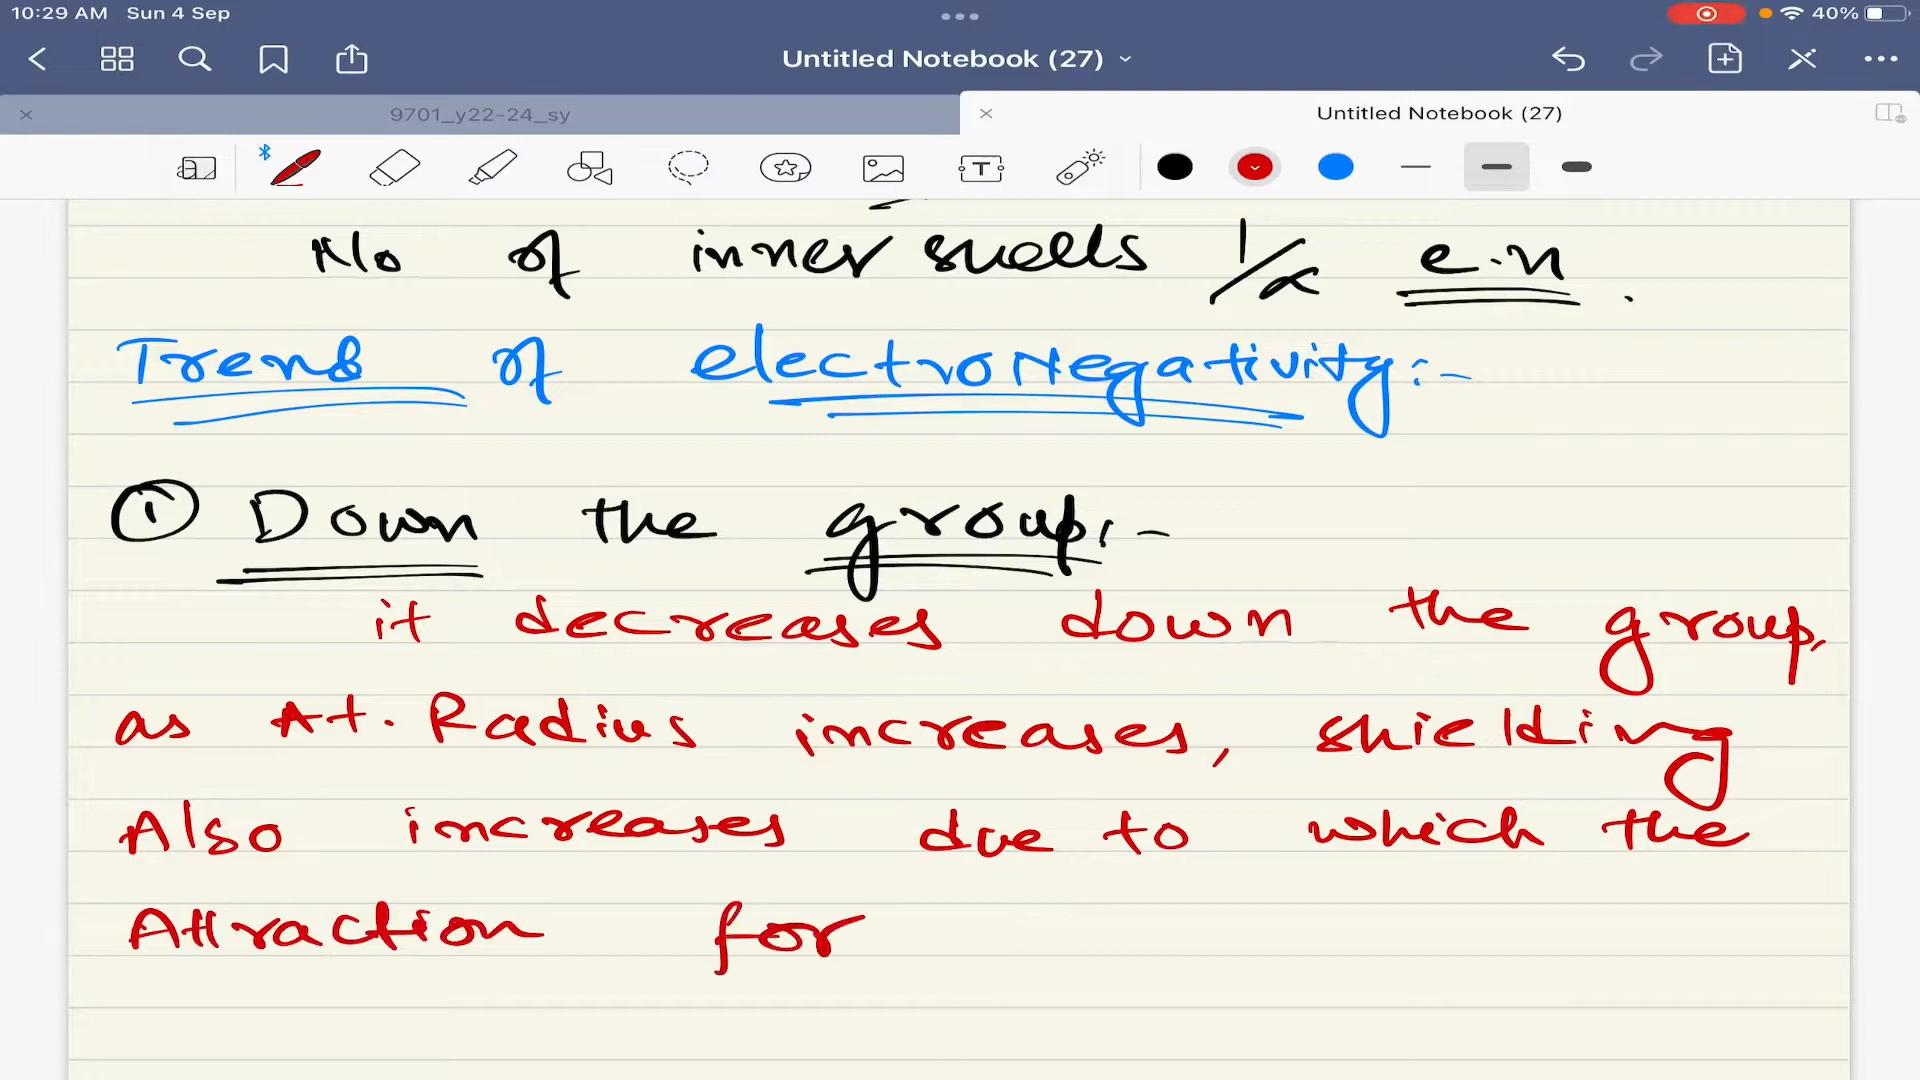 10:29 AM Sun 4 Sep
40%
Untitled Notebook (27)
9701_y22-24_sy
Untitled Notebook (27)
N/o of inner shells 1/α e.n.
Trend of electroNegativity:-
① Down the group:-
it decreases down the group,
as At. Radius increases, shielding
Also increases due to which the
Attraction for